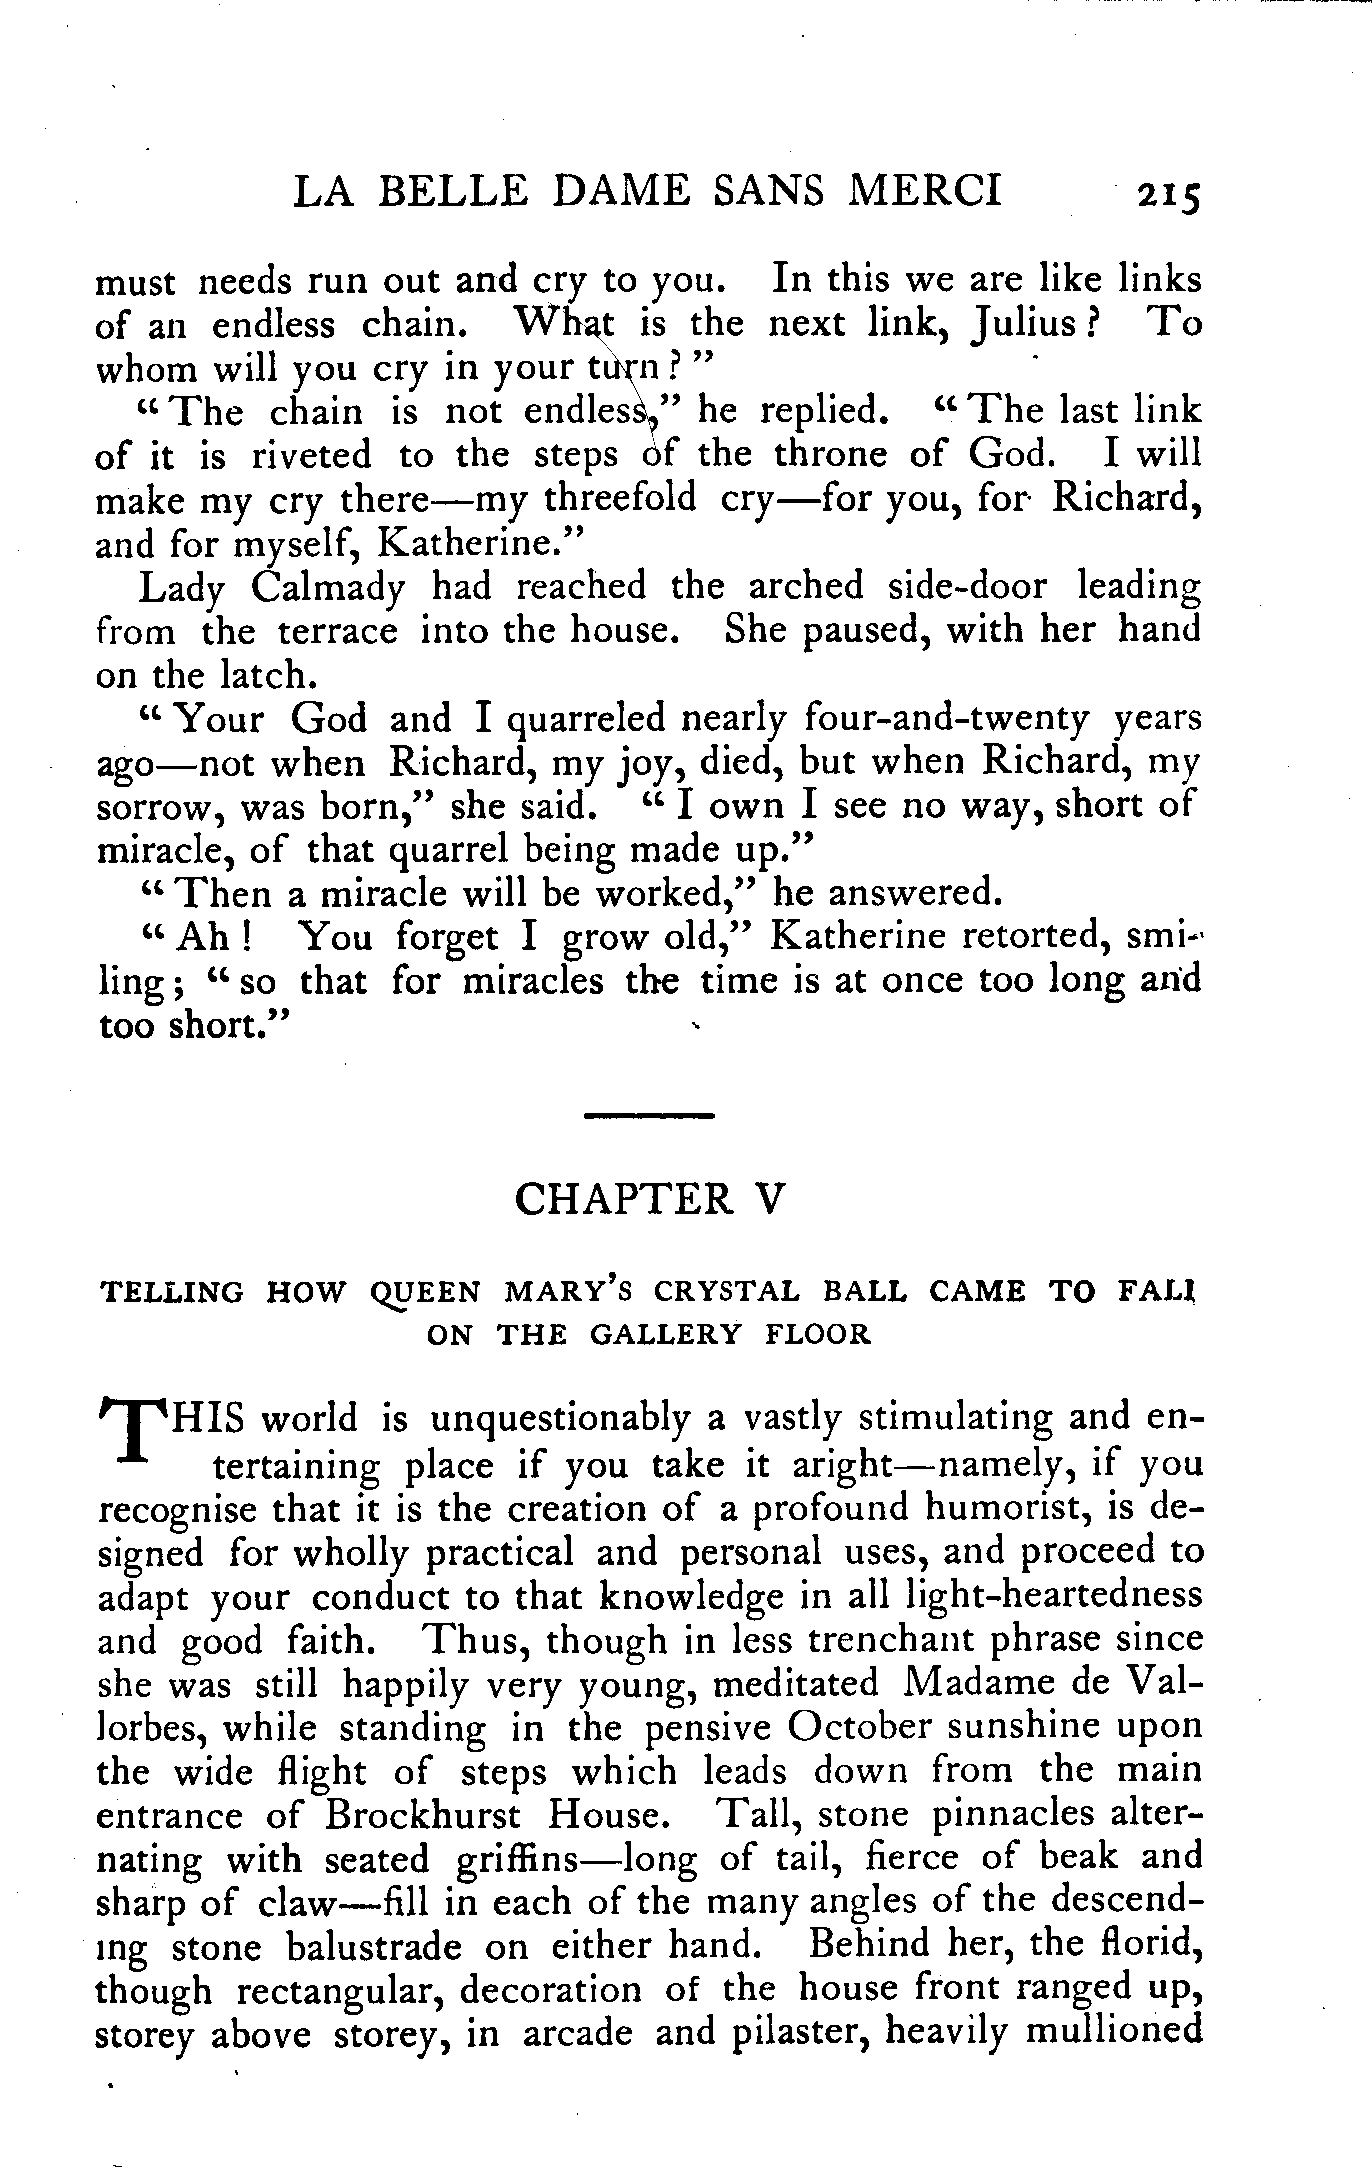 LA BELLE DAME SANS MERCI 215
must needs run out and cry to you. In this we are like links
of an endless chain. What is the next link, Julius? To
whom will you cry in your turn?"
"The chain is not endless," he replied. "The last link
of it is riveted to the steps of the throne of God. I will
make my cry there—my threefold cry—for you, for Richard,
and for myself, Katherine."
Lady Calmady had reached the arched side-door leading
from the terrace into the house. She paused, with her hand
on the latch.
"Your God and I quarreled nearly four-and-twenty years
ago—not when Richard, my joy, died, but when Richard, my
sorrow, was born," she said. "I own I see no way, short of
miracle, of that quarrel being made up."
"Then a miracle will be worked," he answered.
"Ah! You forget I grow old," Katherine retorted, smi-
ling; "so that for miracles the time is at once too long and
too short."
CHAPTER V
TELLING HOW QUEEN MARY'S CRYSTAL BALL CAME TO FALL
ON THE GALLERY FLOOR
THIS world is unquestionably a vastly stimulating and en-
tertaining place if you take it aright—namely, if you
recognise that it is the creation of a profound humorist, is de-
signed for wholly practical and personal uses, and proceed to
adapt your conduct to that knowledge in all light-heartedness
and good faith. Thus, though in less trenchant phrase since
she was still happily very young, meditated Madame de Val-
lorbes, while standing in the pensive October sunshine upon
the wide flight of steps which leads down from the main
entrance of Brockhurst House. Tall, stone pinnacles alter-
nating with seated griffins—long of tail, fierce of beak and
sharp of claw—fill in each of the many angles of the descend-
ing stone balustrade on either hand. Behind her, the florid,
though rectangular, decoration of the house front ranged up,
storey above storey, in arcade and pilaster, heavily mullioned